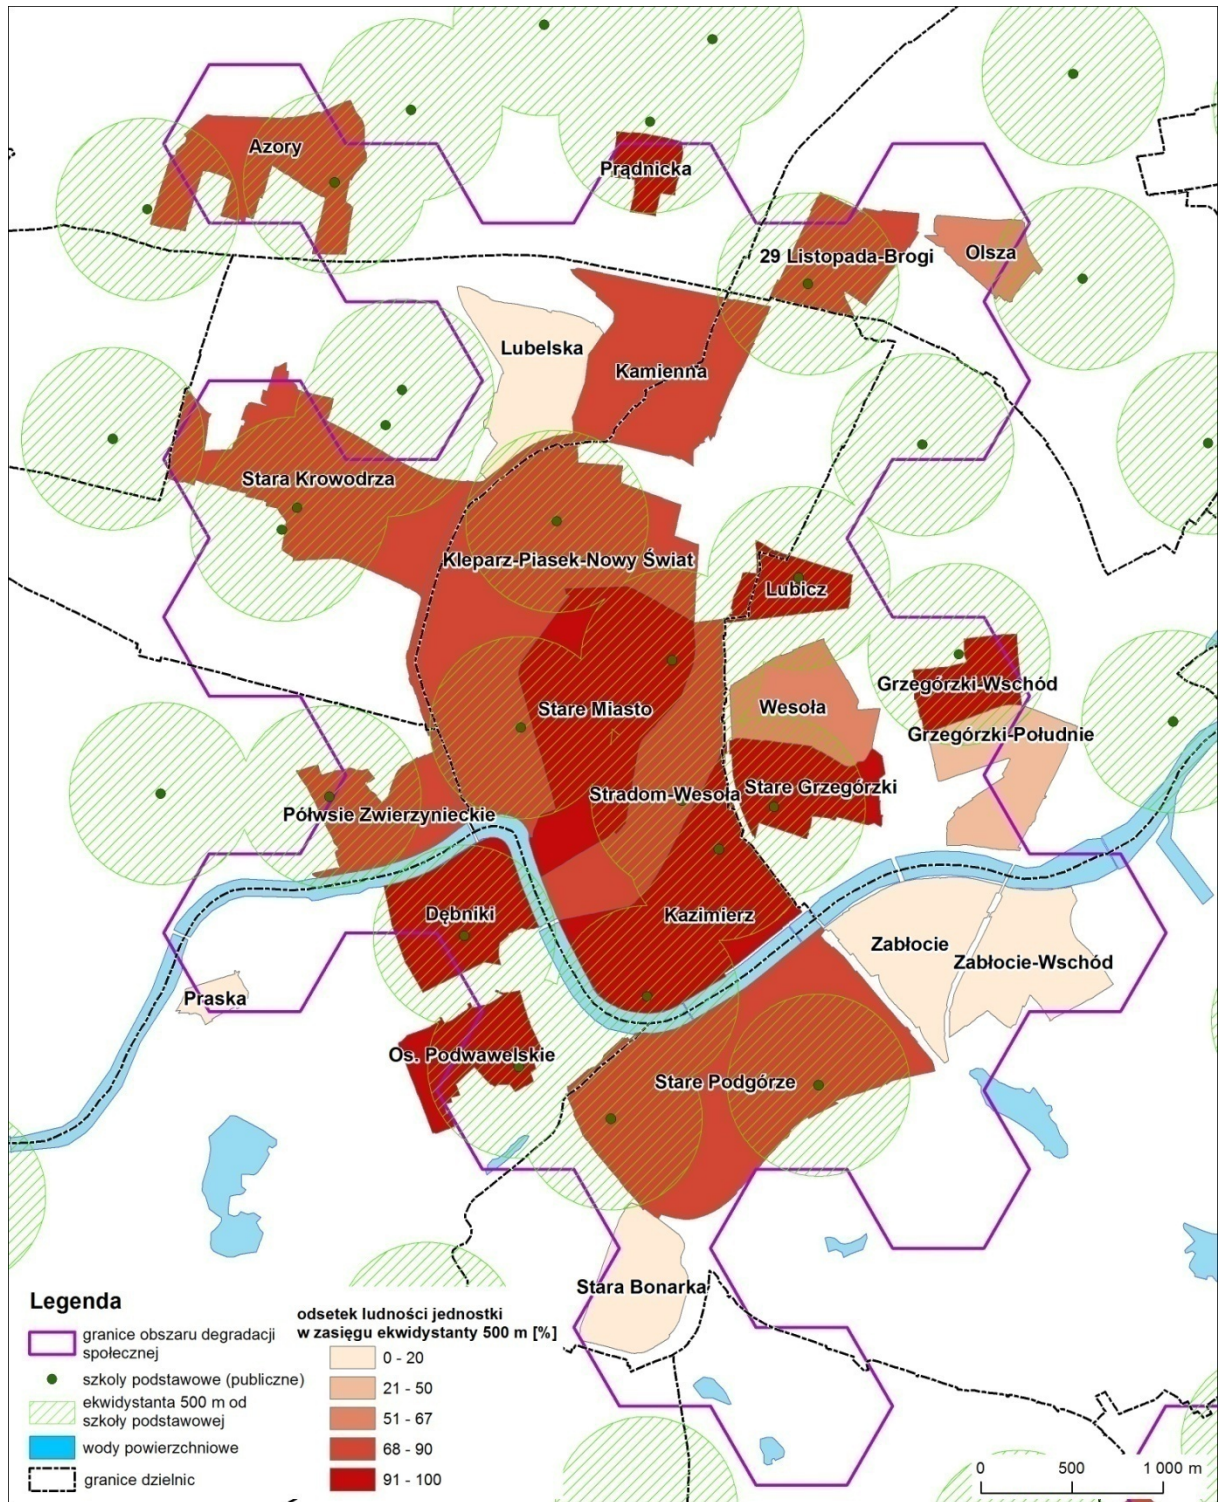 Azory
Prądnicka
29 Listopada-Brogi
Olsza
Lubelska
Kamienna
Stara Krowodrza
Kleparz-Piasek-Nowy Świat
Lubicz
Grzegórzki-Wschód
Stare Miasto
Wesoła
Grzegórzki-Południe
Stradom-Wesoła
Stare Grzegórzki
Półwsie Zwierzynieckie
Dębniki
Kazimierz
Zabłocie
Zabłocie-Wschód
Praska
Os. Podwawelskie
Stare Podgórze
Stara Bonarka
Legenda
granice obszaru degradacji
społecznej
szkoły podstawowe (publiczne)
ekwidystanta 500 m od
szkoły podstawowej
wody powierzchniowe
granice dzielnic
odsetek ludności jednostki
w zasięgu ekwidystanty 500 m [%]
0 - 20
21 - 50
51 - 67
68 - 90
91 - 100
0 500 1 000 m